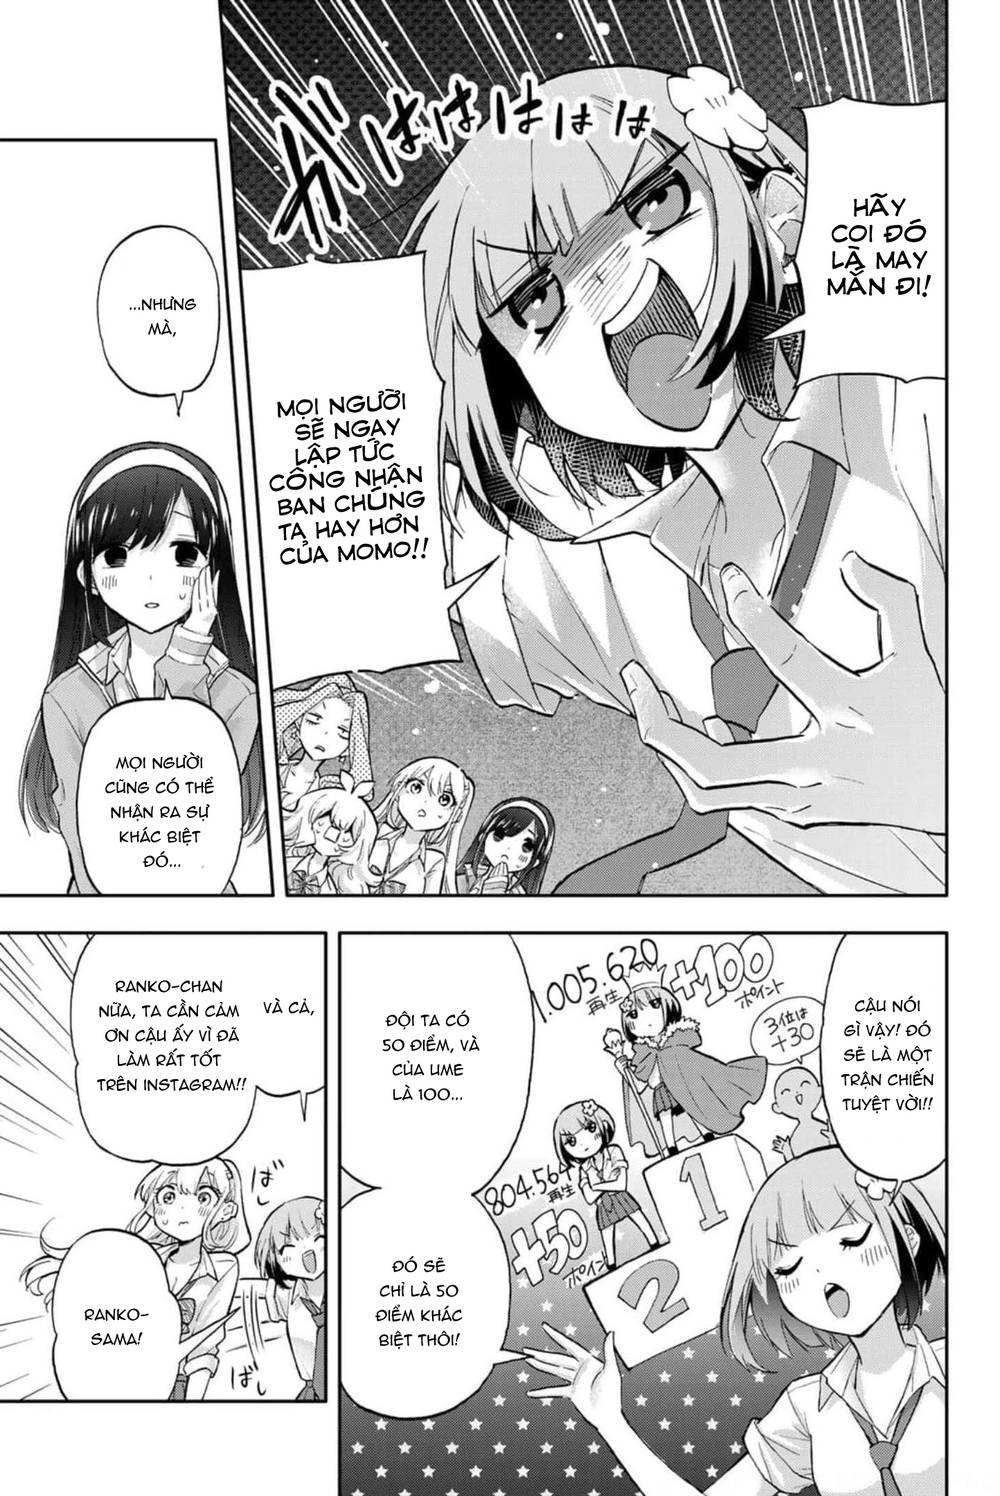 がはははははは
HÃY
COI ĐÓ
LÀ MAY
MẮN ĐI!
MỌI NGƯỜI
SẼ NGAY
LẬP TỨC
CÔNG NHẬN
BAN CHÚNG
TA HAY HƠN
CỦA MOMO!!
...NHƯNG
MÀ,
MỌI NGƯỜI
CŨNG CÓ THỂ
NHẬN RA SỰ
KHÁC BIỆT
ĐÓ...
CẬU NÓI
GÌ VẬY! ĐÓ
SẼ LÀ MỘT
TRẬN CHIẾN
TUYỆT VỜI!!
1.005.620
再生
+100
ポイント
3位は
+30
804.564
再生
+50
ポイント
1
2
ĐỘI TA CÓ
50 ĐIỂM, VÀ
CỦA UME
LÀ 100...
ĐÓ SẼ
CHỈ LÀ 50
ĐIỂM KHÁC
BIỆT THÔI!
VÀ CẢ,
RANKO-CHAN
NỮA, TA CẦN CẢM
ƠN CẬU ẤY VÌ ĐÃ
LÀM RẤT TỐT
TRÊN INSTAGRAM!!
ばし
ばし
RANKO-
SAMA!